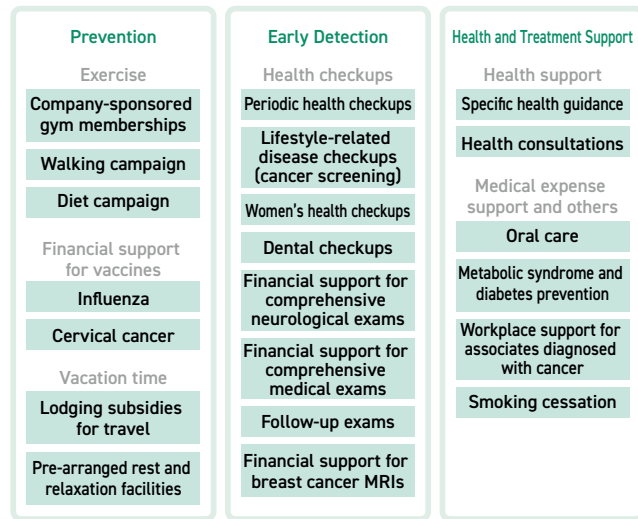 Prevention
Exercise
Company-sponsored
gym memberships
Walking campaign
Diet campaign
Financial support
for vaccines
Influenza
Cervical cancer
Vacation time
Lodging subsidies
for travel
Pre-arranged rest and
relaxation facilities
Early Detection
Health checkups
Periodic health checkups
Lifestyle-related
disease checkups
(cancer screening)
Women's health checkups
Dental checkups
Financial support for
comprehensive
neurological exams
Financial support for
comprehensive
medical exams
Follow-up exams
Financial support for
breast cancer MRIs
Health and Treatment Support
Health support
Specific health guidance
Health consultations
Medical expense
support and others
Oral care
Metabolic syndrome and
diabetes prevention
Workplace support for
associates diagnosed
with cancer
Smoking cessation